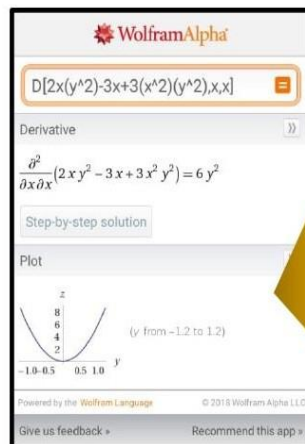 WolframAlpha
D[2x(y^2)-3x+3(x^2)(y^2),x,x]
Derivative
∂²/∂x∂x(2 x y² − 3 x + 3 x² y²) = 6 y²
Step-by-step solution
Plot
z
8
6
4
2
(y from −1.2 to 1.2)
y
−1.0−0.5 0.5 1.0
Powered by the Wolfram Language © 2018 Wolfram Alpha LLC
Give us feedback » Recommend this app »